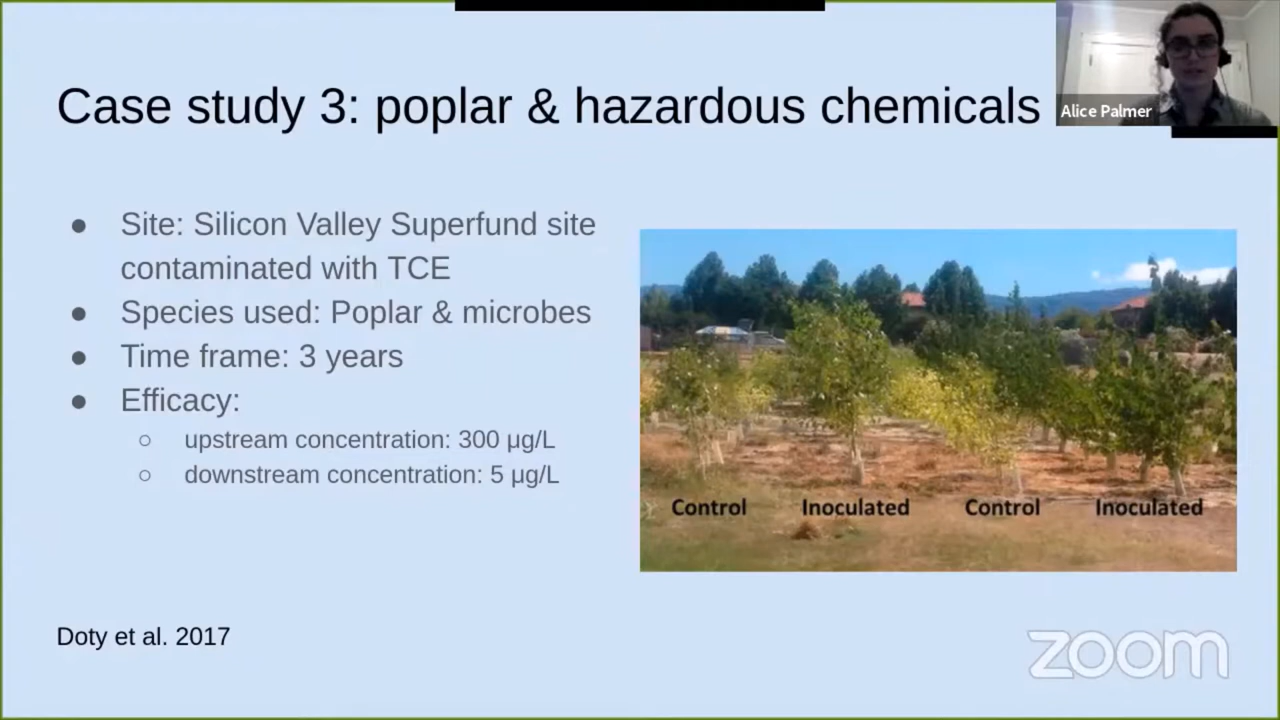 Case study 3: poplar & hazardous chemicals
Alice Palmer
● Site: Silicon Valley Superfund site
contaminated with TCE
● Species used: Poplar & microbes
● Time frame: 3 years
● Efficacy:
○ upstream concentration: 300 μg/L
○ downstream concentration: 5 μg/L
Control Inoculated Control Inoculated
Doty et al. 2017
zoom